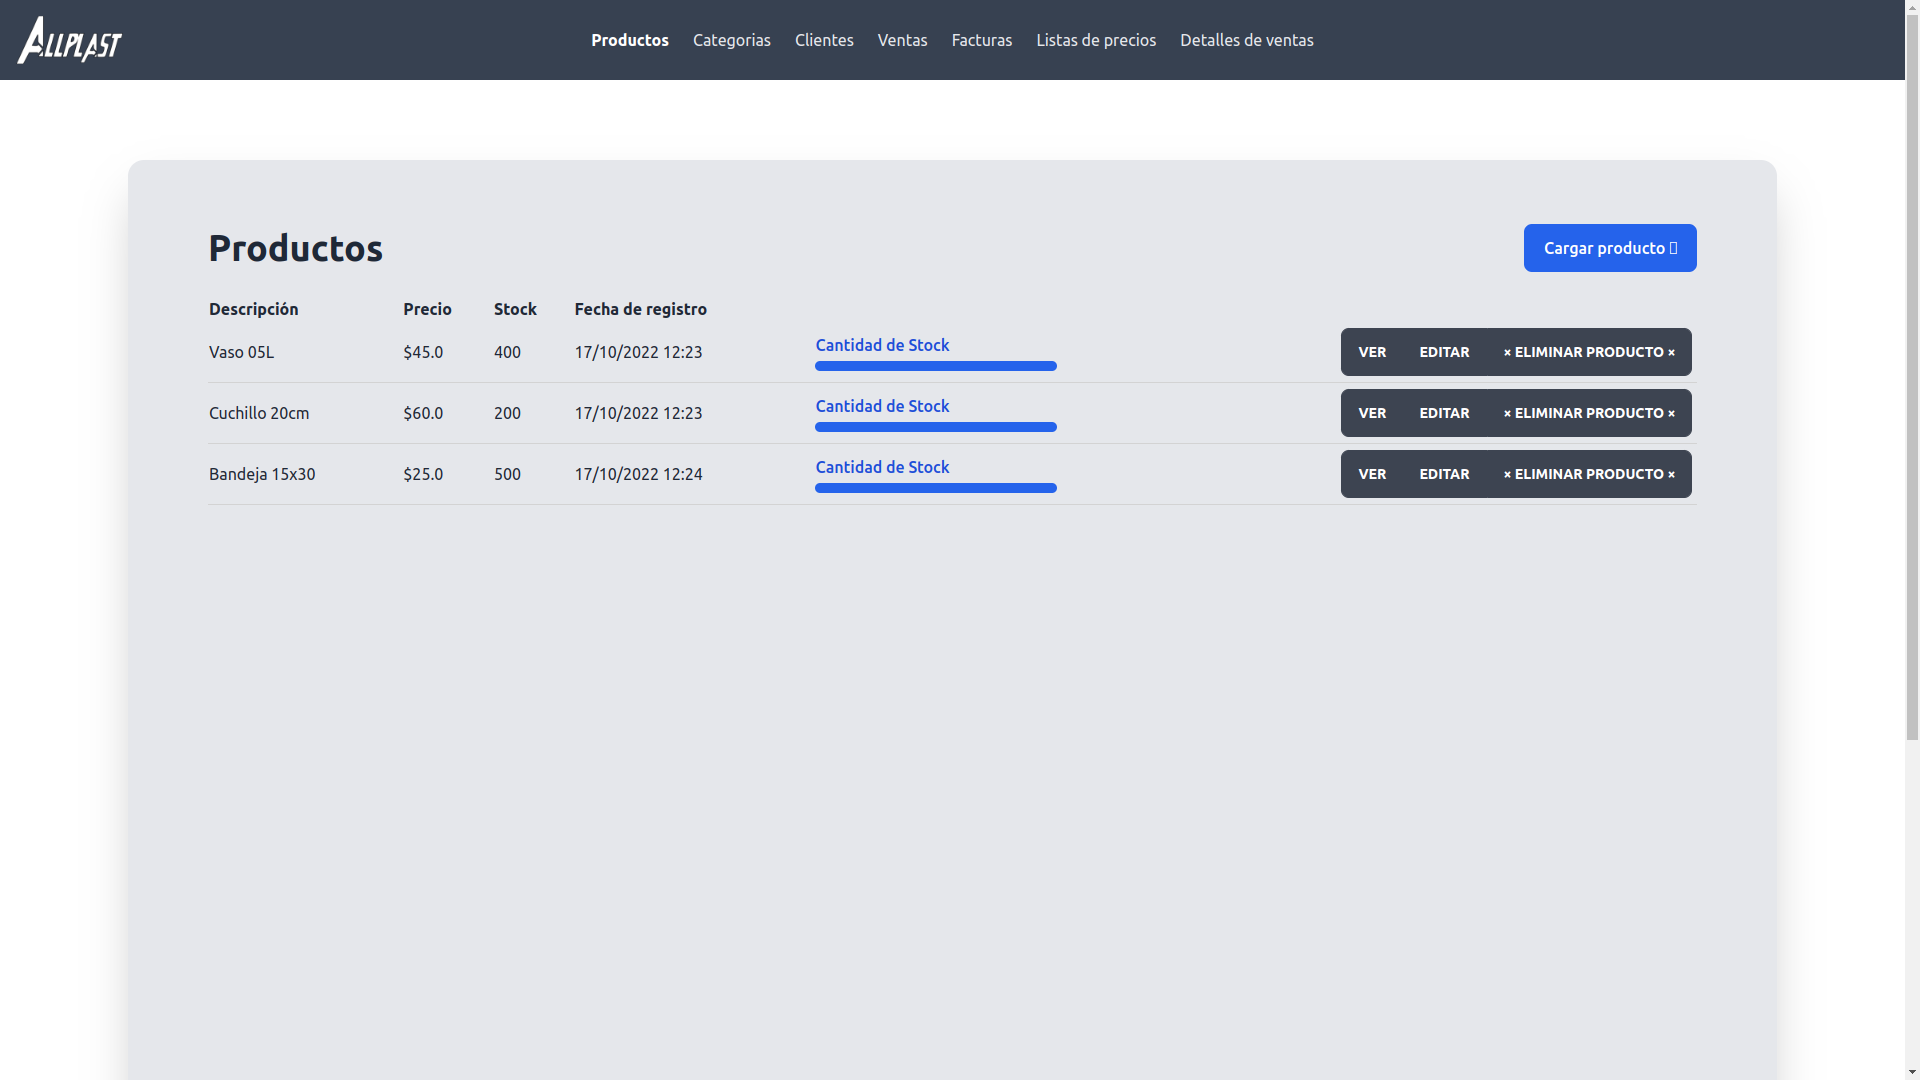 ALLPLAST
Productos Categorias Clientes Ventas Facturas Listas de precios Detalles de ventas
Productos
Cargar producto
Descripción Precio Stock Fecha de registro
Vaso 05L $45.0 400 17/10/2022 12:23 Cantidad de Stock VER EDITAR × ELIMINAR PRODUCTO ×
Cuchillo 20cm $60.0 200 17/10/2022 12:23 Cantidad de Stock VER EDITAR × ELIMINAR PRODUCTO ×
Bandeja 15x30 $25.0 500 17/10/2022 12:24 Cantidad de Stock VER EDITAR × ELIMINAR PRODUCTO ×